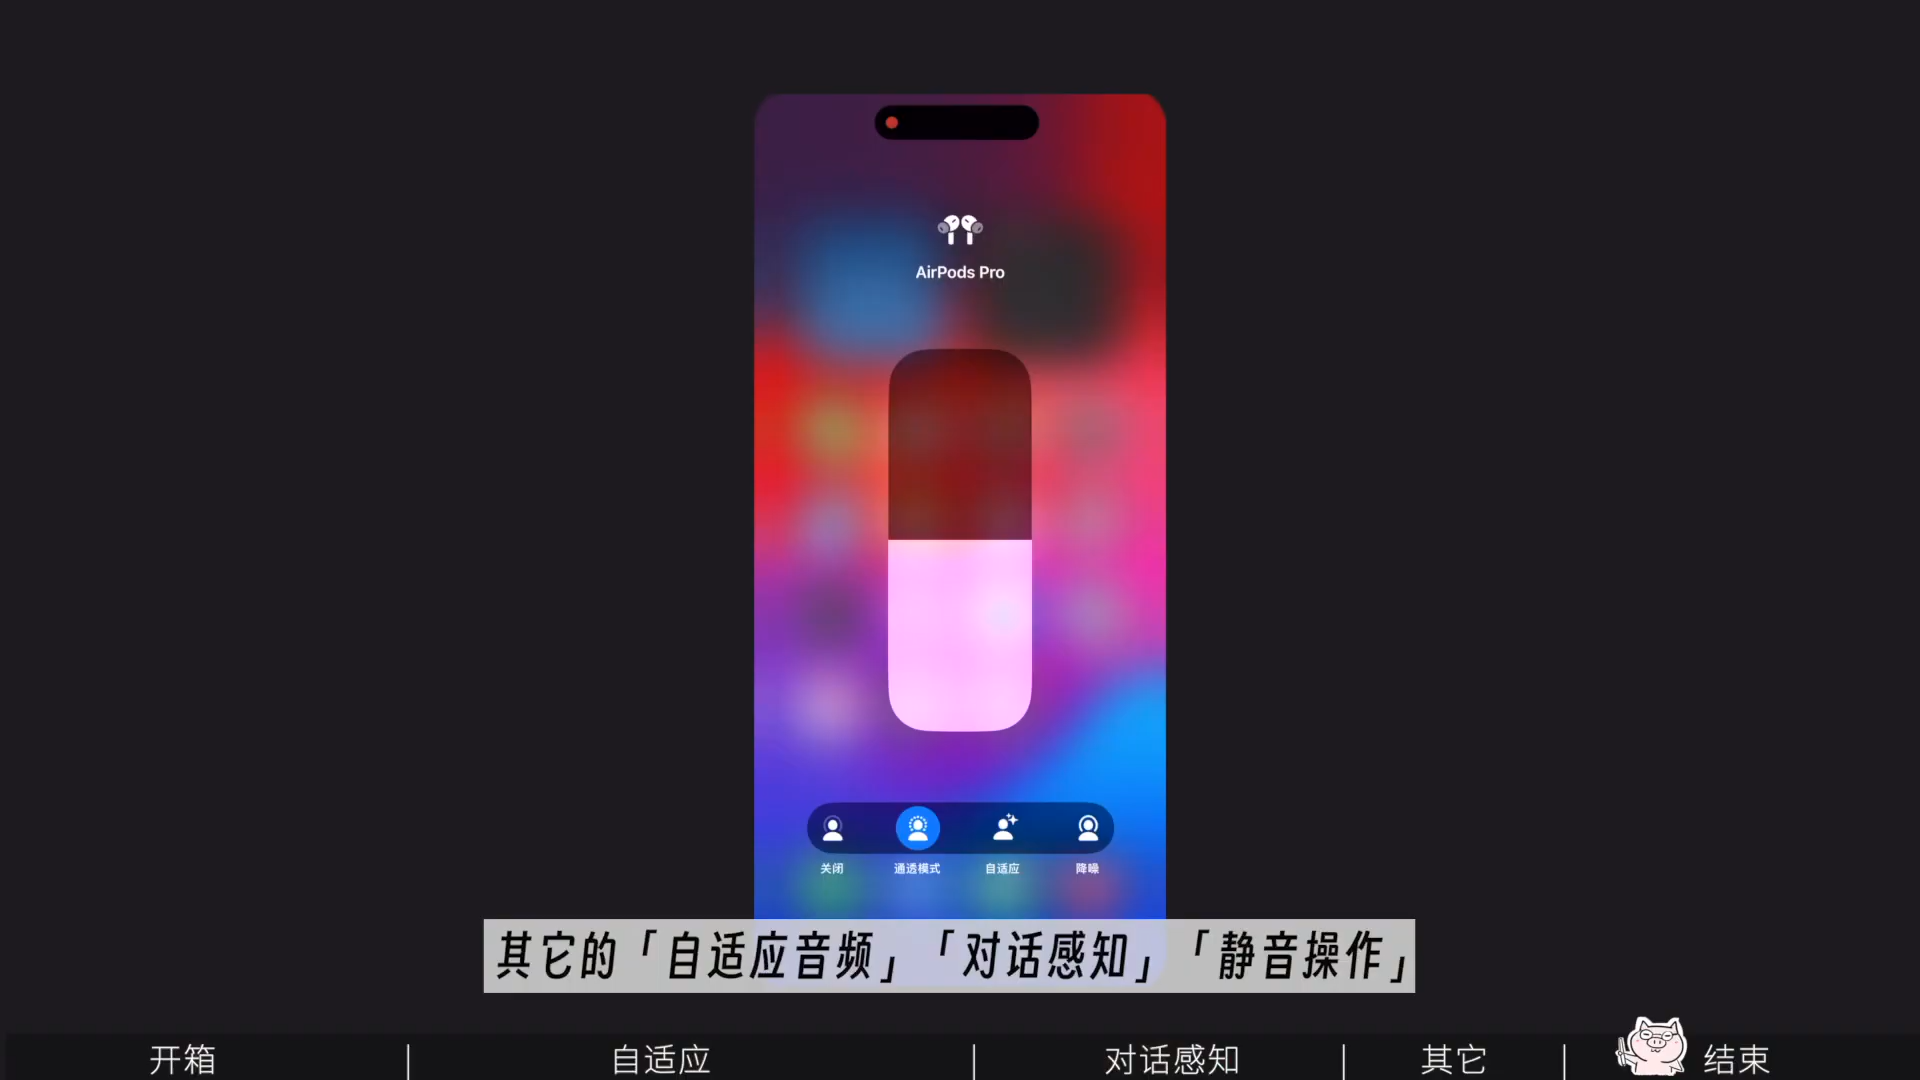 AirPods Pro
关闭 通透模式 自适应 降噪
其它的「自适应音频」「对话感知」「静音操作」
开箱 自适应 对话感知 其它 结束